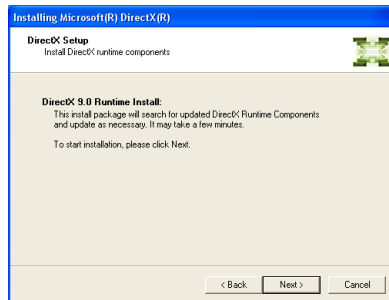 Installing Microsoft(R) DirectX(R)
DirectX Setup
Install DirectX runtime components
DirectX 9.0 Runtime Install:
This install package will search for updated DirectX Runtime Components
and update as necessary. It may take a few minutes.
To start installation, please click Next.
< Back
Next >
Cancel